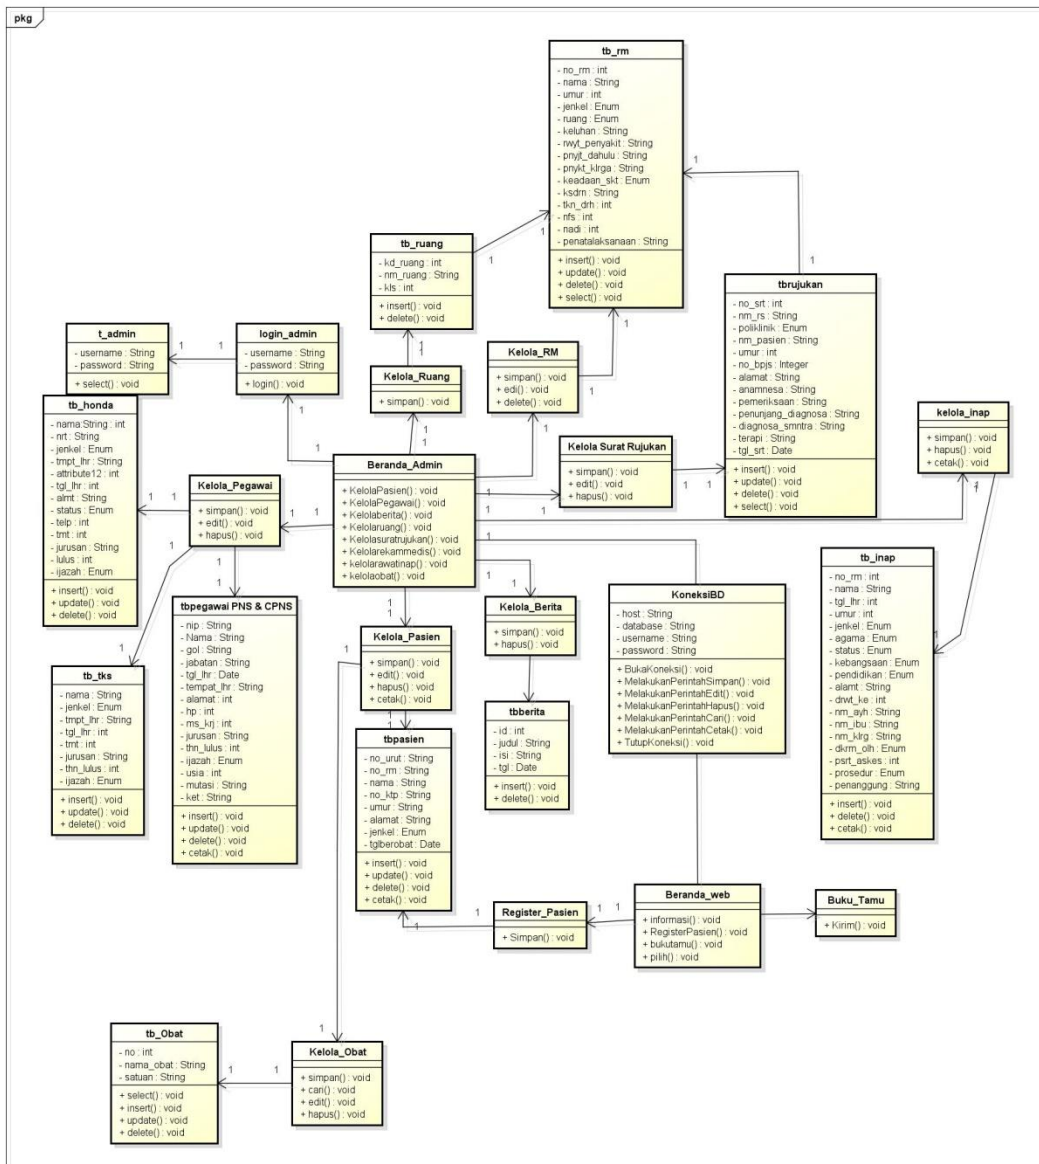 pkg
tb_rm
- no_rm : int
- nama : String
- umur : int
- jenkel : Enum
- ruang : Enum
- keluhan : String
- rwyt_penyakit : String
- pnyjt_dahulu : String
- pnykt_klrga : String
- keadaan_skt : Enum
- ksdrn : String
- tkn_drh : int
- nfs : int
- nadi : int
- penatalaksanaan : String
+ insert() : void
+ update() : void
+ delete() : void
+ select() : void
tb_ruang
- kd_ruang : int
- nm_ruang : String
- kls : int
+ insert() : void
+ delete() : void
tbrujukan
- no_srt : int
- nm_rs : String
- poliklinik : Enum
- nm_pasien : String
- umur : int
- no_bpjs : Integer
- alamat : String
- anamnesa : String
- pemeriksaan : String
- penunjang_diagnosa : String
- diagnosa_smntra : String
- terapi : String
- tgl_srt : Date
+ insert() : void
+ update() : void
+ delete() : void
+ select() : void
t_admin
- username : String
- password : String
+ select() : void
login_admin
- username : String
- password : String
+ login() : void
Kelola_Ruang
+ simpan() : void
Kelola_RM
+ simpan() : void
+ edi() : void
+ delete() : void
tb_honda
- nama:String : int
- nrt : String
- jenkel : Enum
- tmpt_lhr : String
- attribute12 : int
- tgl_lhr : int
- almt : String
- status : Enum
- telp : int
- tmt : int
- jurusan : String
- lulus : int
- ijazah : Enum
+ insert() : void
+ update() : void
+ delete() : void
Kelola_Pegawai
+ simpan() : void
+ edit() : void
+ hapus() : void
Beranda_Admin
+ KelolaPasien() : void
+ KelolaPegawai() : void
+ Kelolaberita() : void
+ Kelolaruang() : void
+ Kelolasuratrujukan() : void
+ Kelolarekammedis() : void
+ kelolarawatinap() : void
+ kelolaobat() : void
Kelola Surat Rujukan
+ simpan() : void
+ edit() : void
+ hapus() : void
kelola_inap
+ simpan() : void
+ hapus() : void
+ cetak() : void
tb_inap
- no_rm : int
- nama : String
- tgl_lhr : int
- umur : int
- jenkel : Enum
- agama : Enum
- status : Enum
- kebangsaan : Enum
- pendidikan : Enum
- alamt : String
- drwt_ke : int
- nm_ayh : String
- nm_ibu : String
- nm_klrg : String
- dkrm_olh : Enum
- psrt_askes : int
- prosedur : Enum
- penanggung : String
+ insert() : void
+ delete() : void
+ cetak() : void
KoneksiBD
- host : String
- database : String
- username : String
- password : String
+ BukaKoneksi() : void
+ MelakukanPerintahSimpan() : void
+ MelakukanPerintahEdit() : void
+ MelakukanPerintahHapus() : void
+ MelakukanPerintahCari() : void
+ MelakukanPerintahCetak() : void
+ TutupKoneksi() : void
Kelola_Berita
+ simpan() : void
+ hapus() : void
tbberita
- id : int
- judul : String
- isi : String
- tgl : Date
+ insert() : void
+ delete() : void
Kelola_Pasien
+ simpan() : void
+ edit() : void
+ hapus() : void
+ cetak() : void
tbpasien
- no_urut : String
- no_rm : String
- nama : String
- no_ktp : String
- umur : String
- alamat : String
- jenkel : Enum
- tglberobat : Date
+ insert() : void
+ update() : void
+ delete() : void
+ cetak() : void
tbpegawai PNS & CPNS
- nip : String
- Nama : String
- gol : String
- jabatan : String
- tgl_lhr : Date
- tempat_lhr : String
- alamat : int
- hp : int
- ms_krj : int
- jurusan : String
- thn_lulus : int
- ijazah : Enum
- usia : int
- mutasi : String
- ket : String
+ insert() : void
+ update() : void
+ delete() : void
+ cetak() : void
tb_tks
- nama : String
- jenkel : Enum
- tmpt_lhr : String
- tgl_lhr : int
- tmt : int
- jurusan : String
- thn_lulus : int
- ijazah : Enum
+ insert() : void
+ update() : void
+ delete() : void
Register_Pasien
+ Simpan() : void
Beranda_web
+ informasi() : void
+ RegisterPasien() : void
+ bukutamu() : void
+ pilih() : void
Buku_Tamu
+ Kirim() : void
tb_Obat
- no : int
- nama_obat : String
- satuan : String
+ select() : void
+ insert() : void
+ update() : void
+ delete() : void
Kelola_Obat
+ simpan() : void
+ cari() : void
+ edit() : void
+ hapus() : void